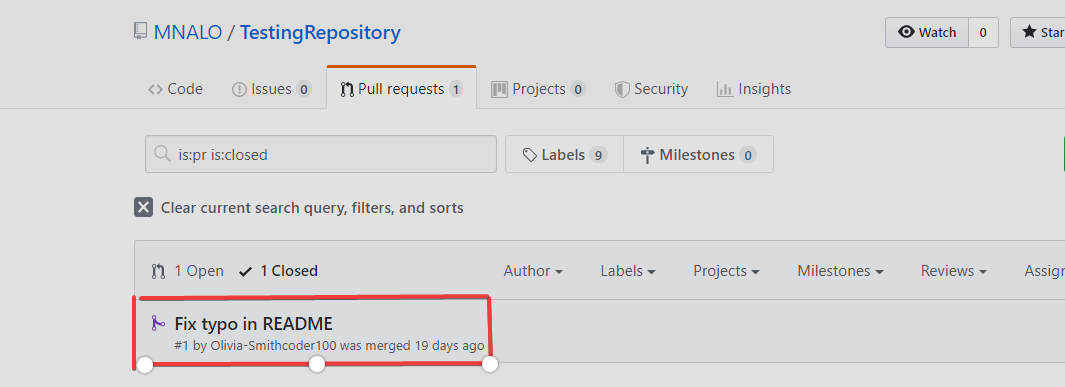 MNALO / TestingRepository
Watch 0 Star
Code Issues 0 Pull requests 1 Projects 0 Security Insights
is:pr is:closed Labels 9 Milestones 0
Clear current search query, filters, and sorts
1 Open 1 Closed Author Labels Projects Milestones Reviews Assig
Fix typo in README
#1 by Olivia-Smithcoder100 was merged 19 days ago